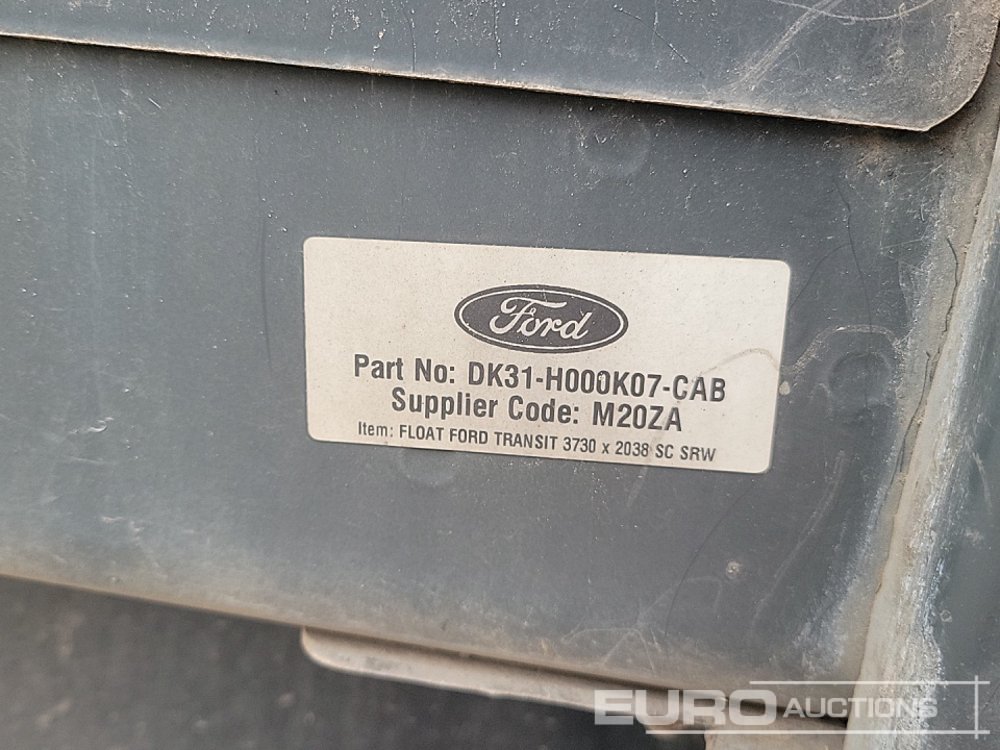 Ford
Part No: DK31-H000K07-CAB
Supplier Code: M20ZA
Item: FLOAT FORD TRANSIT 3730 x 2038 SC SRW
EURO AUCTIONS